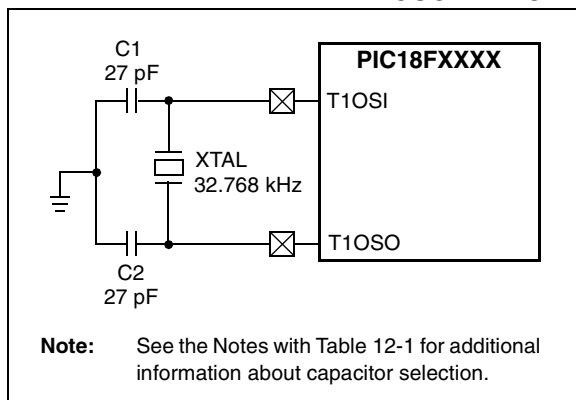 C1
27 pF
PIC18FXXXX
T1OSI
XTAL
32.768 kHz
T1OSO
C2
27 pF
Note: See the Notes with Table 12-1 for additional
information about capacitor selection.